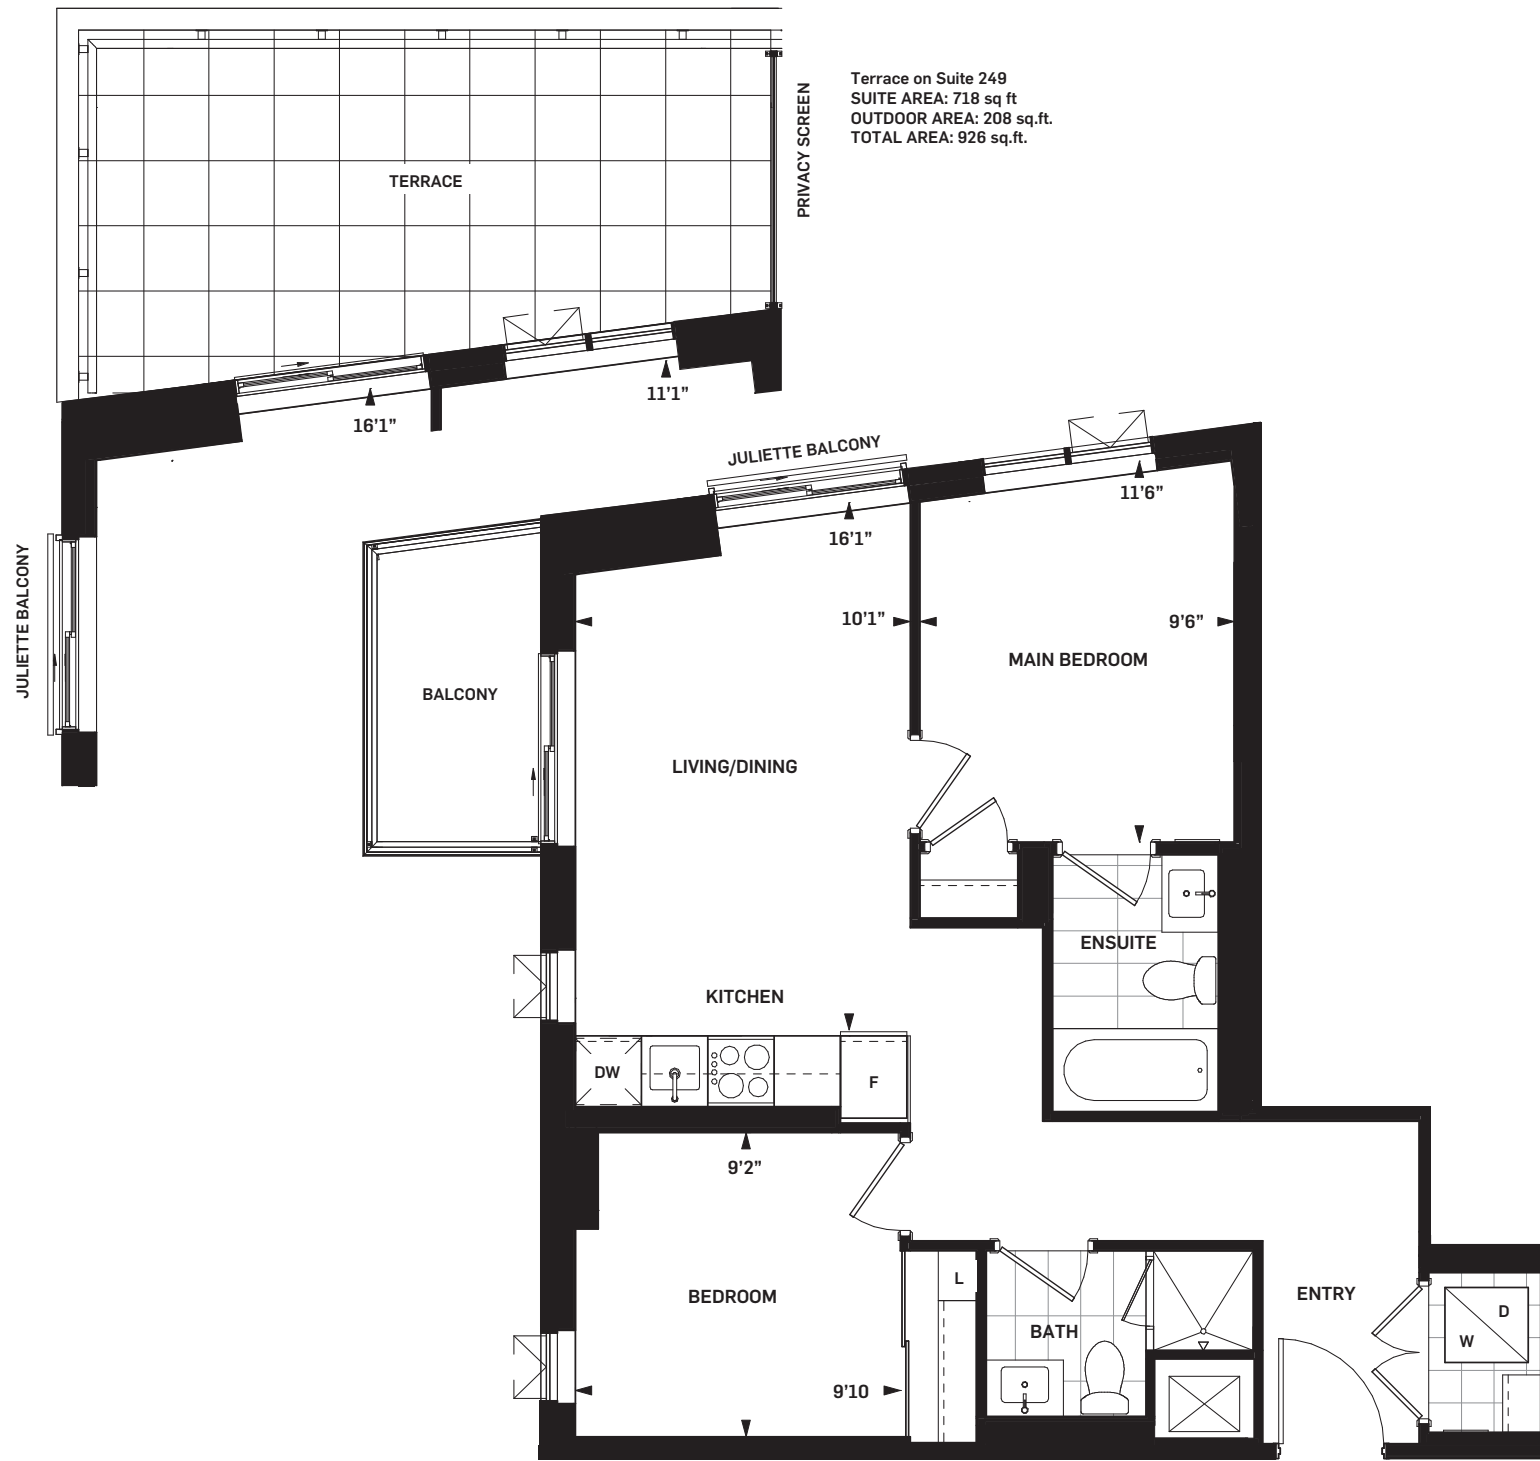 Terrace on Suite 249
SUITE AREA: 718 sq ft
OUTDOOR AREA: 208 sq.ft.
TOTAL AREA: 926 sq.ft.
PRIVACY SCREEN
TERRACE
11'1"
16'1"
JULIETTE BALCONY
JULIETTE BALCONY
11'6"
16'1"
10'1"
9'6"
MAIN BEDROOM
BALCONY
LIVING/DINING
ENSUITE
KITCHEN
DW
F
9'2"
L
BEDROOM
ENTRY
D
BATH
W
9'10